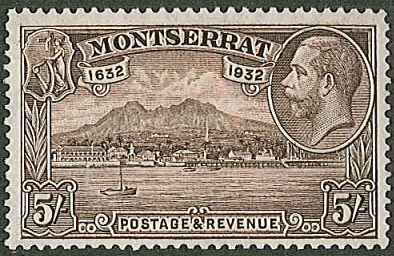 MONTSERRAT
1632 1932
5/- 5/-
POSTAGE & REVENUE